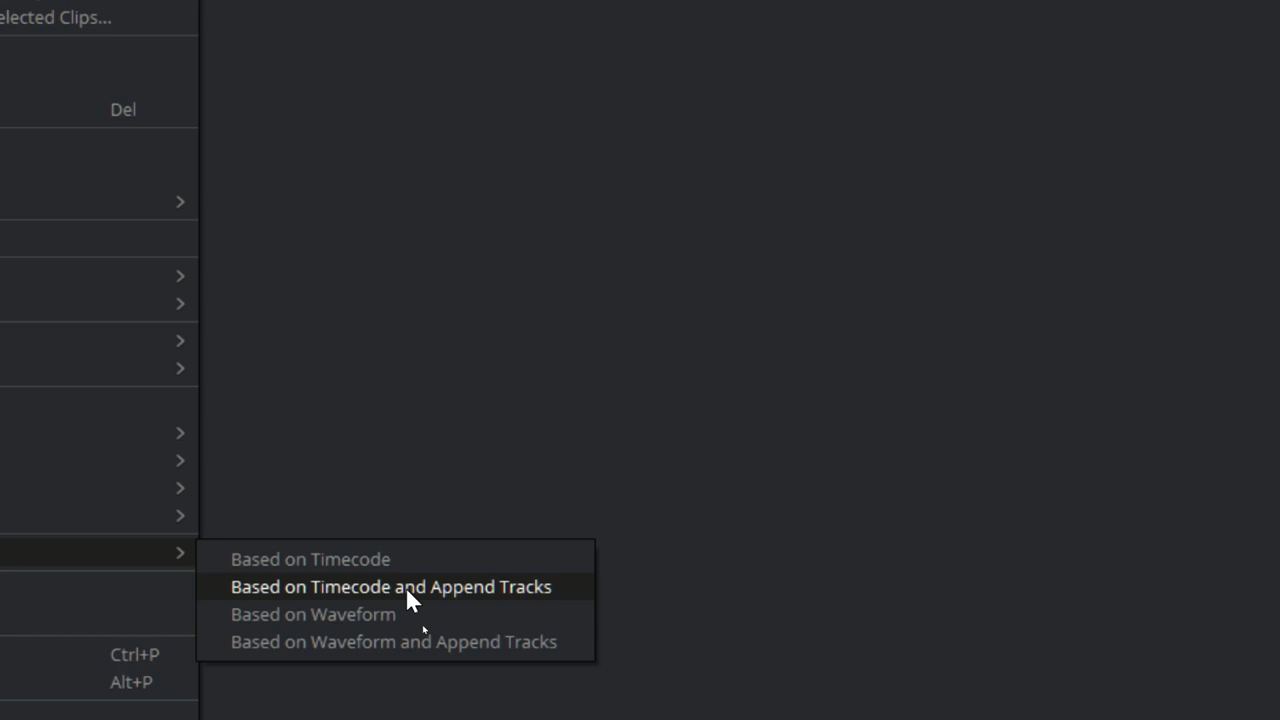 elected Clips...
Del
Based on Timecode
Based on Timecode and Append Tracks
Based on Waveform
Based on Waveform and Append Tracks
Ctrl+P
Alt+P